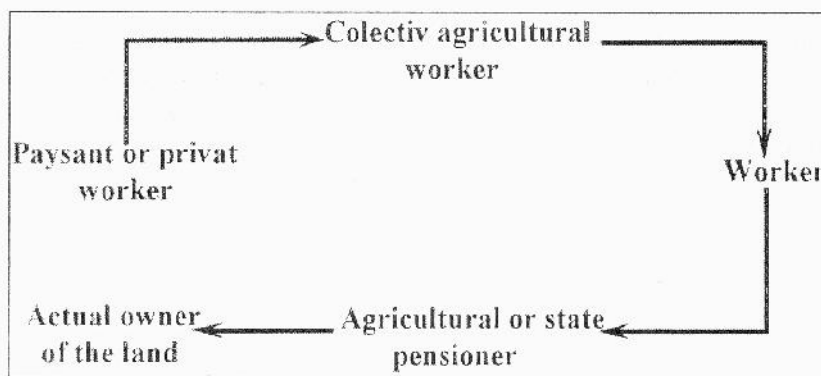 Colectiv agricultural
worker
Paysant or privat
worker
Worker
Actual owner
of the land
Agricultural or state
pensioner